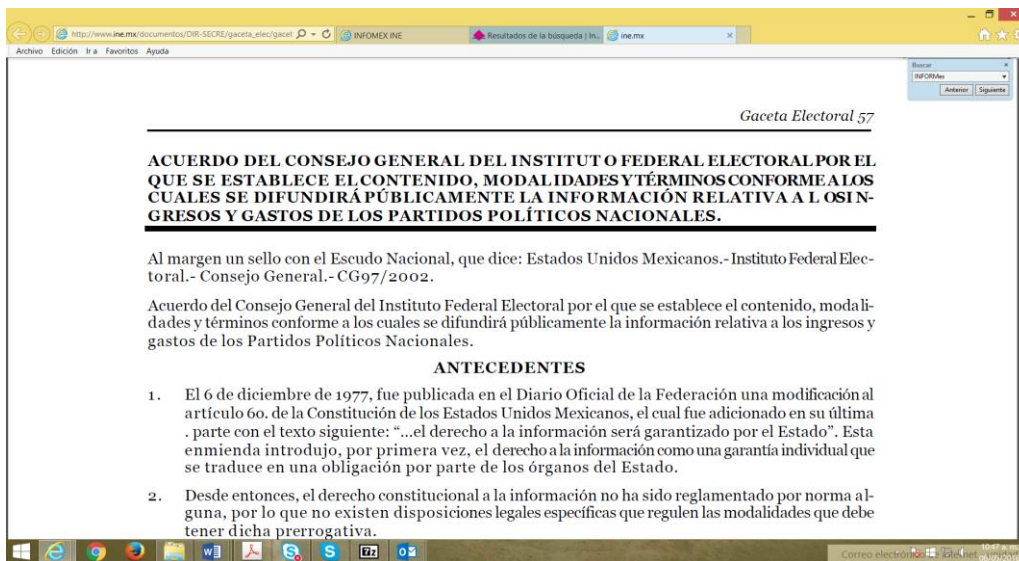 http://www.ine.mx/documentos/DIR-SECRE/gaceta_elec/gacet
INFOMEX INE
Resultados de la búsqueda | In...
ine.mx
Archivo Edición Ir a Favoritos Ayuda
Buscar
INFORMes
Anterior Siguiente
Gaceta Electoral 57
ACUERDO DEL CONSEJO GENERAL DEL INSTITUT O FEDERAL ELECTORAL POR EL
QUE SE ESTABLECE EL CONTENIDO, MODALIDADES Y TÉRMINOS CONFORME A LOS
CUALES SE DIFUNDIRÁ PÚBLICAMENTE LA INFORMACIÓN RELATIVA A L OSI N-
GRESOS Y GASTOS DE LOS PARTIDOS POLÍTICOS NACIONALES.
Al margen un sello con el Escudo Nacional, que dice: Estados Unidos Mexicanos.- Instituto Federal Elec-
toral.- Consejo General.- CG97/2002.
Acuerdo del Consejo General del Instituto Federal Electoral por el que se establece el contenido, modali-
dades y términos conforme a los cuales se difundirá públicamente la información relativa a los ingresos y
gastos de los Partidos Políticos Nacionales.
ANTECEDENTES
1. El 6 de diciembre de 1977, fue publicada en el Diario Oficial de la Federación una modificación al
artículo 6o. de la Constitución de los Estados Unidos Mexicanos, el cual fue adicionado en su última
. parte con el texto siguiente: “...el derecho a la información será garantizado por el Estado”. Esta
enmienda introdujo, por primera vez, el derecho a la información como una garantía individual que
se traduce en una obligación por parte de los órganos del Estado.
2. Desde entonces, el derecho constitucional a la información no ha sido reglamentado por norma al-
guna, por lo que no existen disposiciones legales específicas que regulen las modalidades que debe
tener dicha prerrogativa.
10:47 a. m.
Correo electrónico e Internet